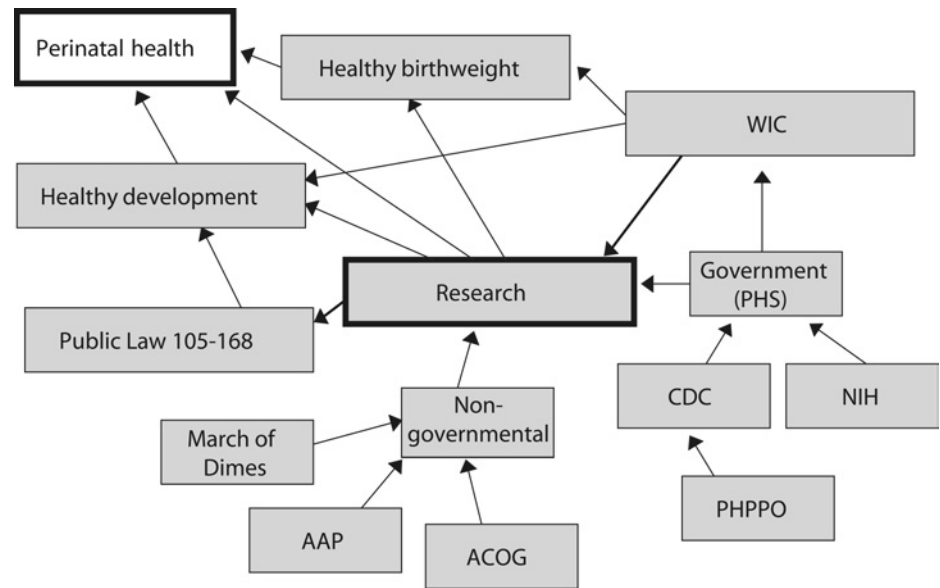 Perinatal health
Healthy birthweight
WIC
Healthy development
Government
(PHS)
Research
Public Law 105-168
CDC
NIH
Non-
governmental
March of
Dimes
PHPPO
AAP
ACOG